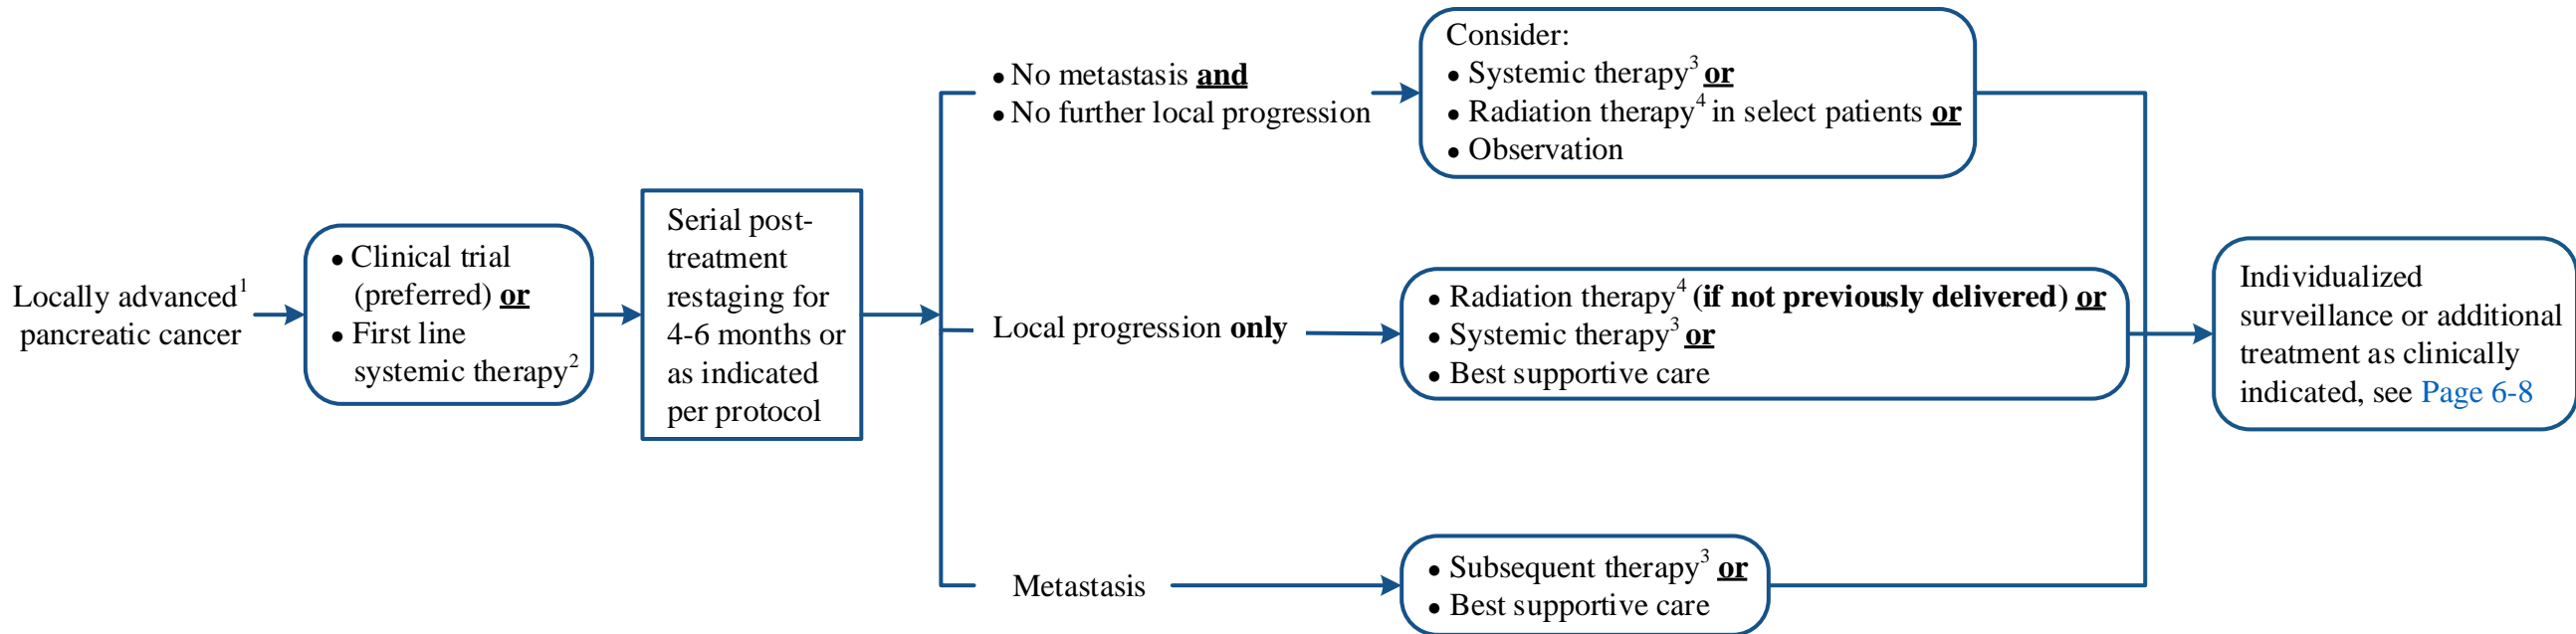 Locally advanced¹
pancreatic cancer
• Clinical trial
(preferred) or
• First line
systemic therapy²
Serial post-
treatment
restaging for
4-6 months or
as indicated
per protocol
• No metastasis and
• No further local progression
Consider:
• Systemic therapy³ or
• Radiation therapy⁴ in select patients or
• Observation
Local progression only
• Radiation therapy⁴ (if not previously delivered) or
• Systemic therapy³ or
• Best supportive care
Metastasis
• Subsequent therapy³ or
• Best supportive care
Individualized
surveillance or additional
treatment as clinically
indicated, see Page 6-8